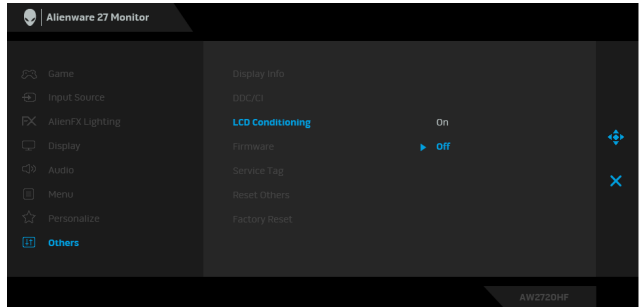 Alienware 27 Monitor
Game
Input Source
AlienFX Lighting
Display
Audio
Menu
Personalize
Others
Display Info
DDC/CI
LCD Conditioning
Firmware
Service Tag
Reset Others
Factory Reset
On
Off
AW2720HF